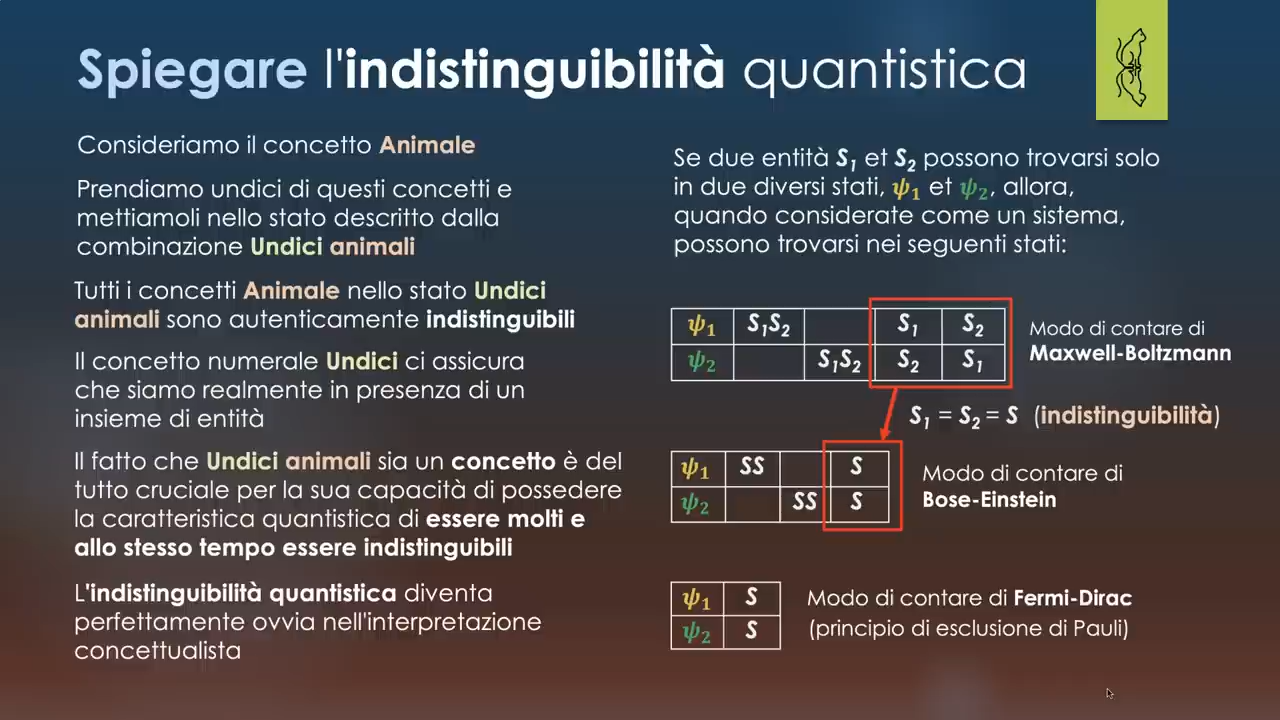 Spiegare l'indistinguibilità quantistica
Consideriamo il concetto Animale
Prendiamo undici di questi concetti e
mettiamoli nello stato descritto dalla
combinazione Undici animali
Tutti i concetti Animale nello stato Undici
animali sono autenticamente indistinguibili
Il concetto numerale Undici ci assicura
che siamo realmente in presenza di un
insieme di entità
Il fatto che Undici animali sia un concetto è del
tutto cruciale per la sua capacità di possedere
la caratteristica quantistica di essere molti e
allo stesso tempo essere indistinguibili
L'indistinguibilità quantistica diventa
perfettamente ovvia nell'interpretazione
concettualista
Se due entità S₁ et S₂ possono trovarsi solo
in due diversi stati, ψ₁ et ψ₂, allora,
quando considerate come un sistema,
possono trovarsi nei seguenti stati:
ψ₁ S₁S₂ S₁ S₂
ψ₂ S₁S₂ S₂ S₁
Modo di contare di
Maxwell-Boltzmann
S₁ = S₂ = S (indistinguibilità)
ψ₁ SS S
ψ₂ SS S
Modo di contare di
Bose-Einstein
ψ₁ S
ψ₂ S
Modo di contare di Fermi-Dirac
(principio di esclusione di Pauli)